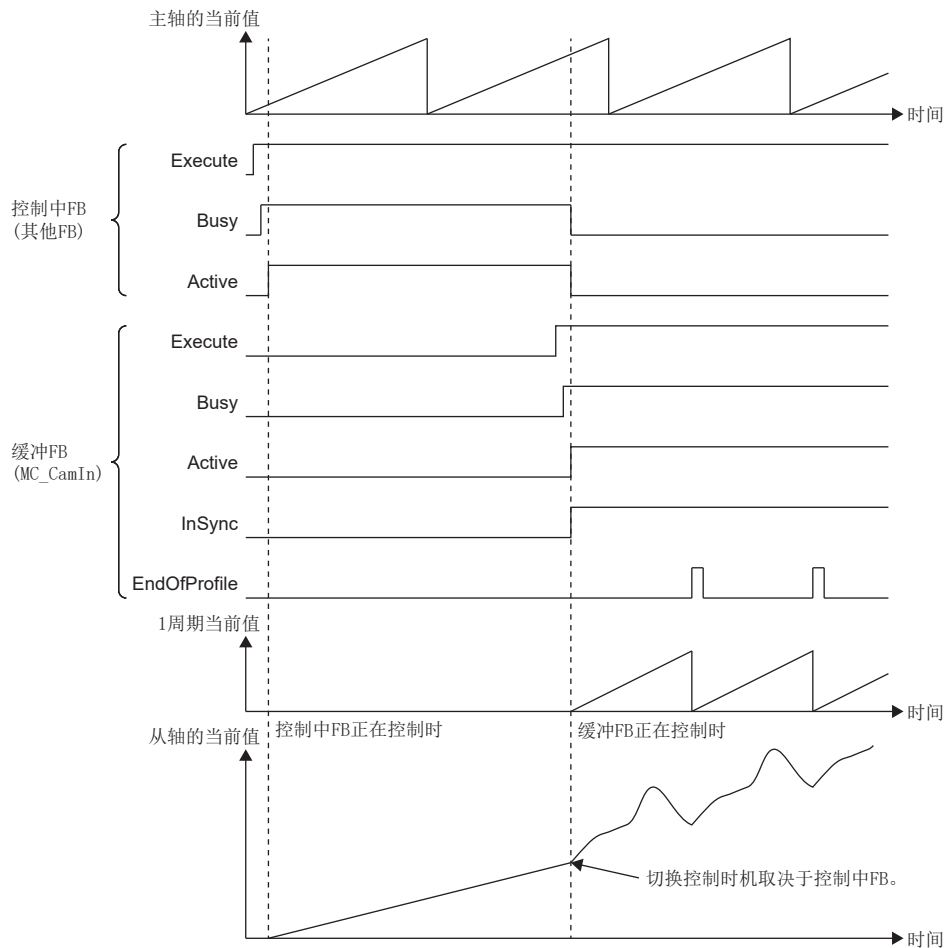 主轴的当前值
时间
控制中FB
(其他FB)
Execute
Busy
Active
缓冲FB
(MC_CamIn)
Execute
Busy
Active
InSync
EndOfProfile
1周期当前值
时间
控制中FB正在控制时
缓冲FB正在控制时
从轴的当前值
切换控制时机取决于控制中FB。
时间